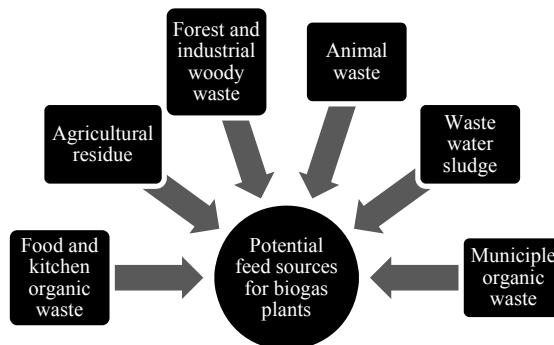 Forest and
industrial
woody
waste
Animal
waste
Agricultural
residue
Waste
water
sludge
Food and
kitchen
organic
waste
Potential
feed sources
for biogas
plants
Municiple
organic
waste